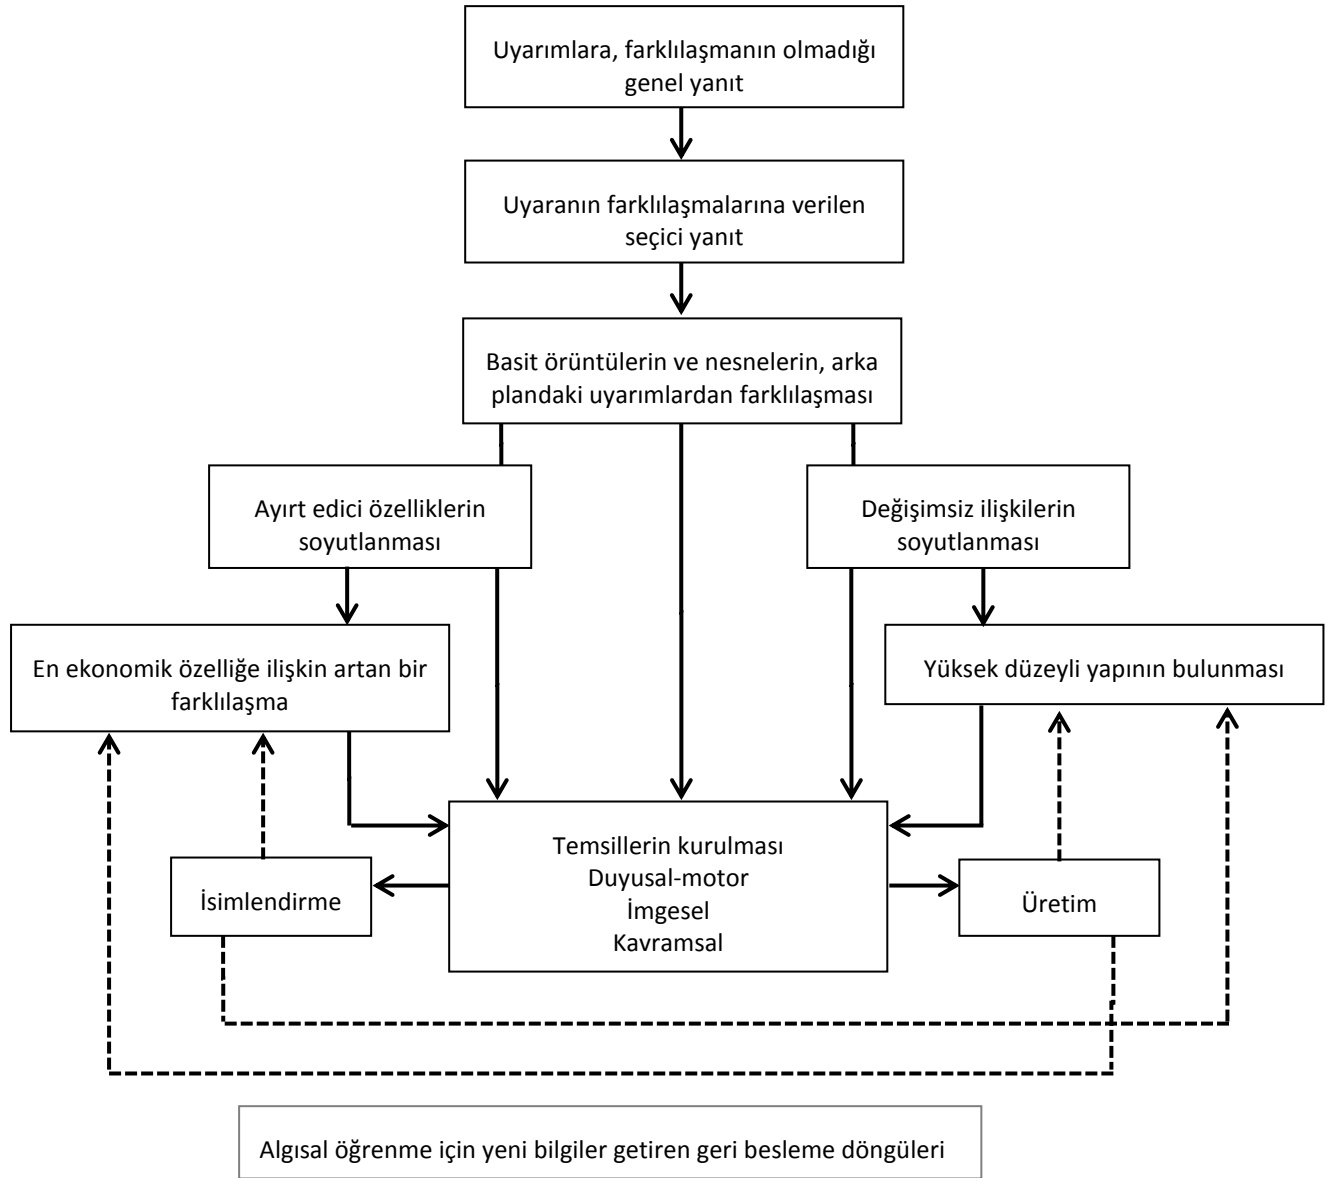 Uyarımlara, farklılaşmanın olmadığı
genel yanıt
Uyaranın farklılaşmalarına verilen
seçici yanıt
Basit örüntülerin ve nesnelerin, arka
plandaki uyarımlardan farklılaşması
Ayırt edici özelliklerin
soyutlanması
Değişimsiz ilişkilerin
soyutlanması
En ekonomik özelliğe ilişkin artan bir
farklılaşma
Yüksek düzeyli yapının bulunması
Temsillerin kurulması
Duyusal-motor
İmgesel
Kavramsal
İsimlendirme
Üretim
Algısal öğrenme için yeni bilgiler getiren geri besleme döngüleri